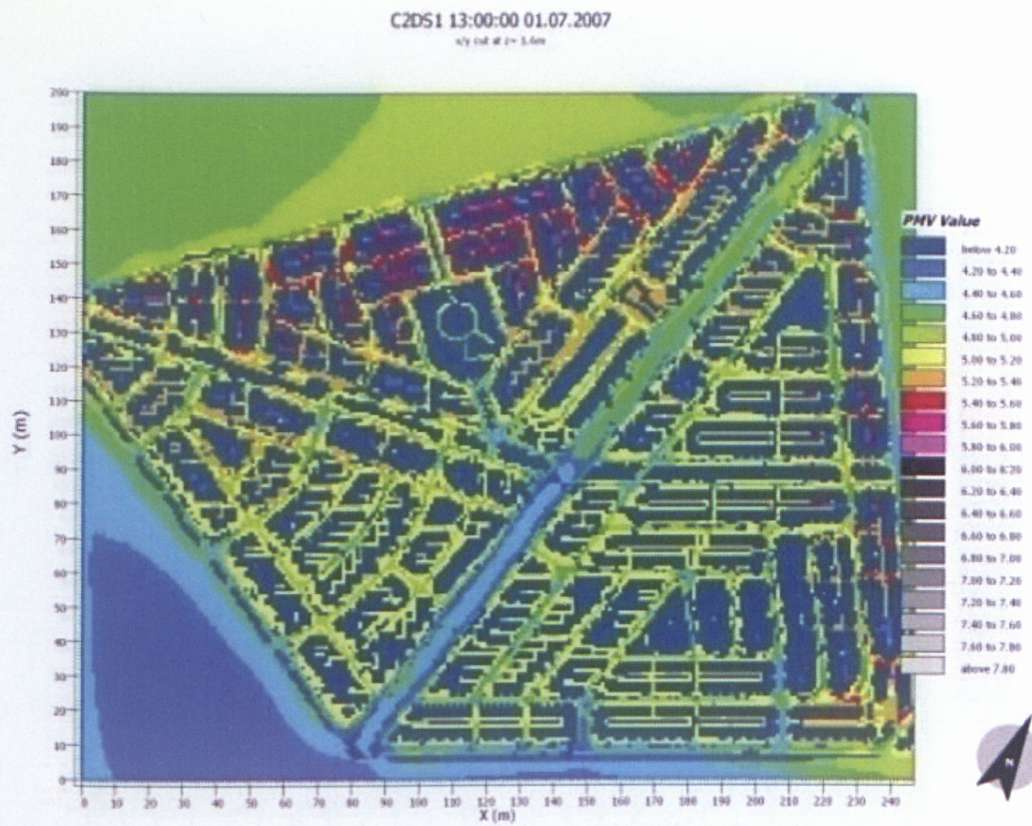 C2DS1 13:00:00 01.07.2007
x/y cut at z= 1.6m
200
190
180
170
160
150
140
130
120
110
100
90
80
70
60
50
40
30
20
10
0
Y (m)
0 10 20 30 40 50 60 70 80 90 100 110 120 130 140 150 160 170 180 190 200 210 220 230 240
X (m)
PMV Value
below 4.20
4.20 to 4.40
4.40 to 4.60
4.60 to 4.80
4.80 to 5.00
5.00 to 5.20
5.20 to 5.40
5.40 to 5.60
5.60 to 5.80
5.80 to 6.00
6.00 to 6.20
6.20 to 6.40
6.40 to 6.60
6.60 to 6.80
6.80 to 7.00
7.00 to 7.20
7.20 to 7.40
7.40 to 7.60
7.60 to 7.80
above 7.80
N